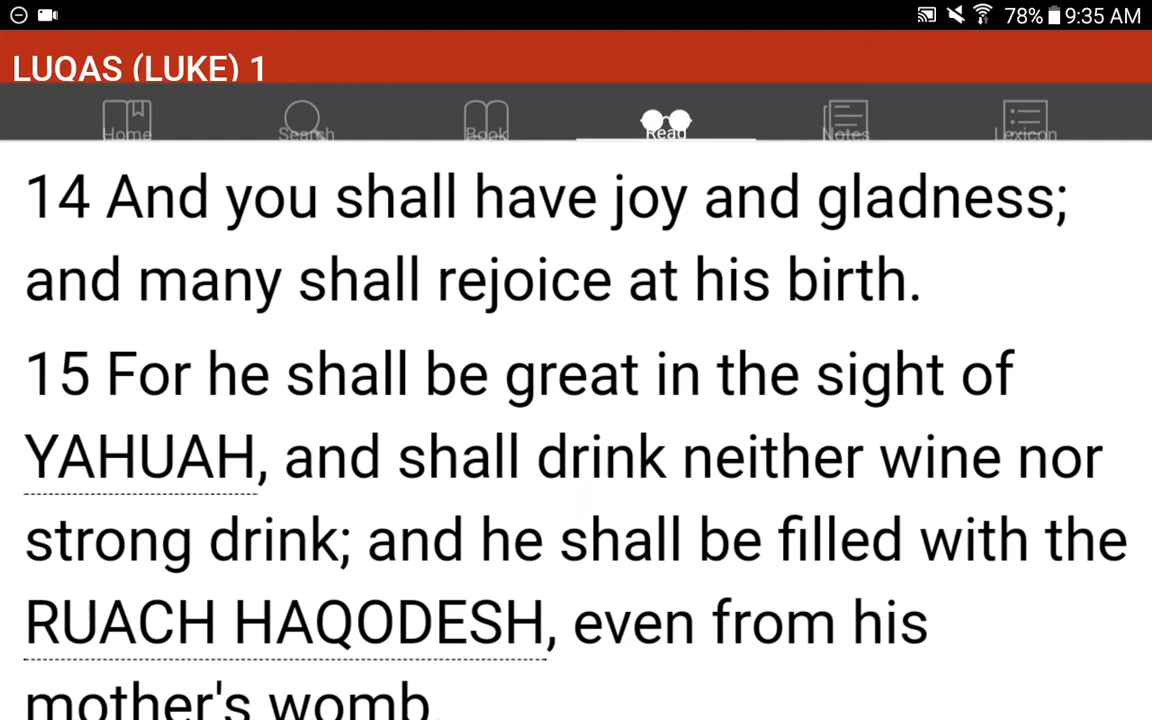 78% 9:35 AM
LUQAS (LUKE) 1
Home Search Book Read Notes Lexicon
14 And you shall have joy and gladness;
and many shall rejoice at his birth.
15 For he shall be great in the sight of
YAHUAH, and shall drink neither wine nor
strong drink; and he shall be filled with the
RUACH HAQODESH, even from his
mother's womb.